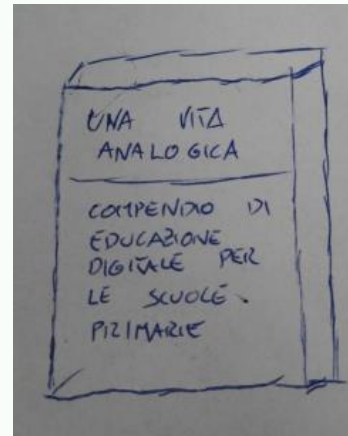 UNA VITA
ANALOGICA
COMPENDIO DI
EDUCAZIONE
DIGITALE PER
LE SCUOLE
PRIMARIE